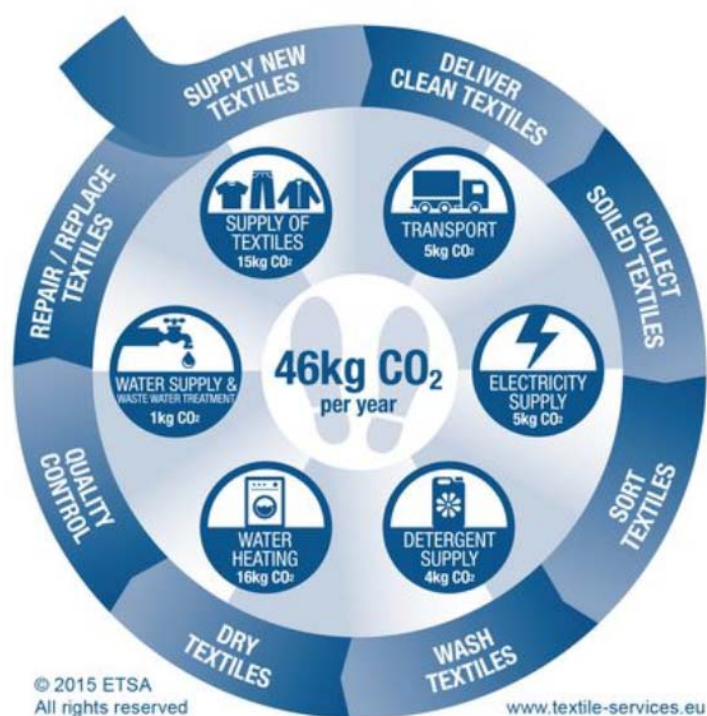 SUPPLY NEW
TEXTILES
DELIVER
CLEAN TEXTILES
COLLECT
SOILED TEXTILES
SORT
TEXTILES
WASH
TEXTILES
DRY
TEXTILES
QUALITY
CONTROL
REPAIR / REPLACE
TEXTILES
SUPPLY OF
TEXTILES
15kg CO₂
TRANSPORT
5kg CO₂
ELECTRICITY
SUPPLY
5kg CO₂
DETERGENT
SUPPLY
4kg CO₂
WATER
HEATING
16kg CO₂
WATER SUPPLY &
WASTE WATER TREATMENT
1kg CO₂
46kg CO₂
per year
© 2015 ETSA
All rights reserved
www.textile-services.eu